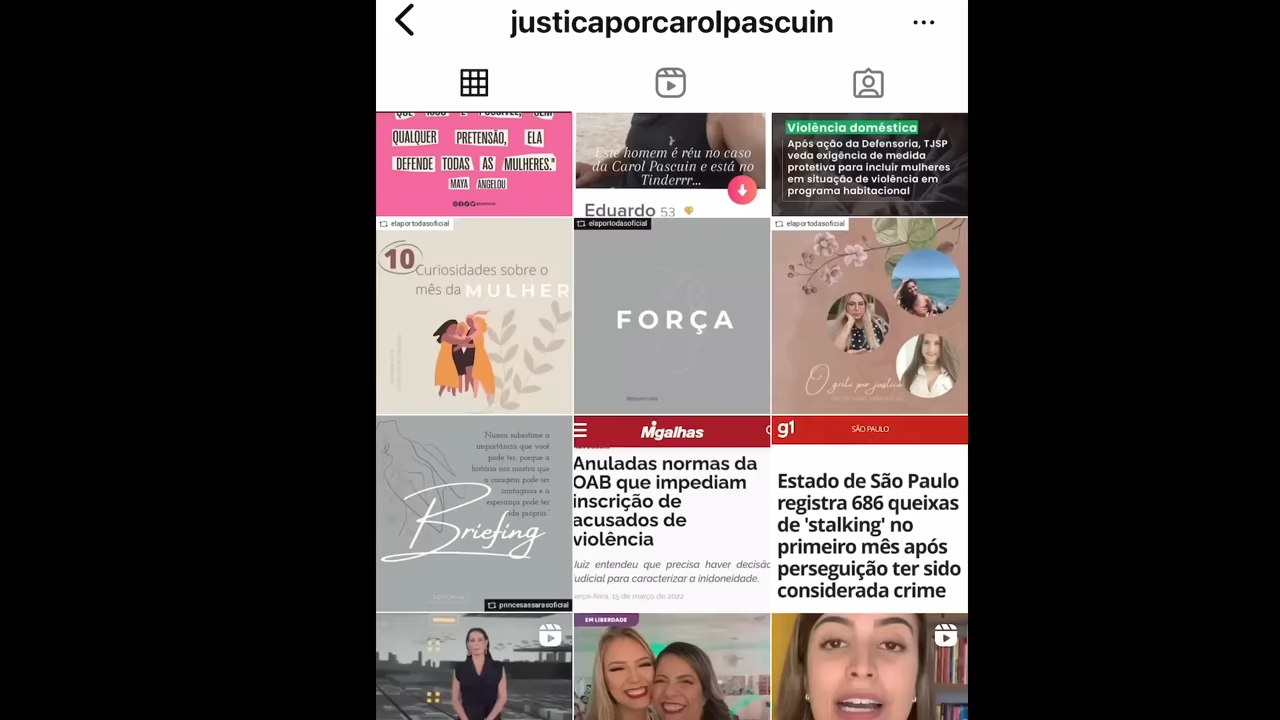 justicaporcarolpascuin
QUALQUER PRETENSÃO, ELA
DEFENDE TODAS AS MULHERES."
MAYA ANGELOU
Este homem é réu no caso
da Carol Pascuin e está no
Tinderrr...
Eduardo 53
Violência doméstica
Após ação da Defensoria, TJSP
veda exigência de medida
protetiva para incluir mulheres
em situação de violência em
programa habitacional
elaportodasoficial
10
Curiosidades sobre o
mês da MULHER
elaportodasoficial
FORÇA
elaportodasoficial
O grito por justiça
"Nunca subestime a
importância que você
pode ter, porque a
história nos mostra que
a coragem pode ser
contagiosa e a
esperança pode ter
vida própria."
Briefing
princesassarasoficial
Migalhas
Anuladas normas da
OAB que impediam
inscrição de
acusados de
violência
Juiz entendeu que precisa haver decisão
judicial para caracterizar a inidoneidade.
terça-feira, 15 de março de 2022
g1
SÃO PAULO
Estado de São Paulo
registra 686 queixas
de 'stalking' no
primeiro mês após
perseguição ter sido
considerada crime
EM LIBERDADE